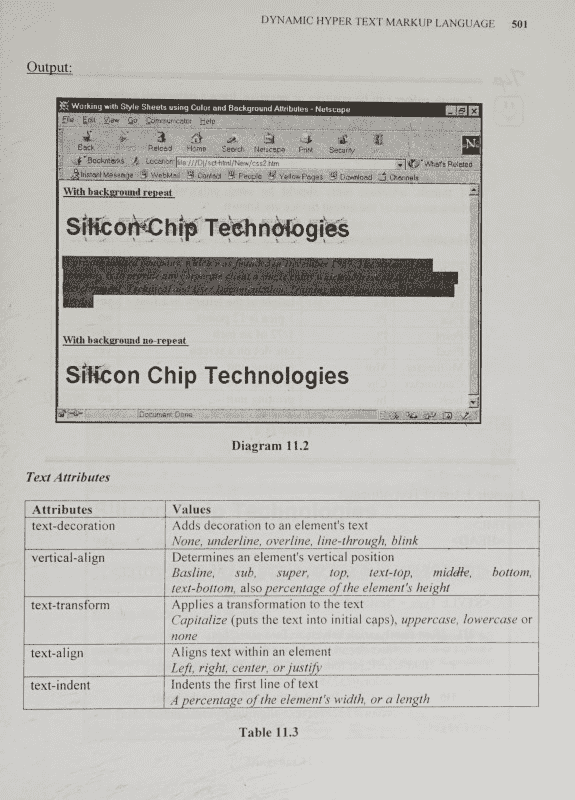 DYNAMIC HYPER TEXT MARKUP LANGUAGE 501
Output:
Working with Style Sheets using Color and Background Attributes - Netscape
File Edit View Go Communicator Help
Back Reload Home Search Netscape Print Security
Bookmarks Location: What's Related
Instant Message WebMail Contact People Yellow Pages Download Channels
With background repeat
Silicon Chip Technologies
With background no-repeat
Silicon Chip Technologies
Document: Done
Diagram 11.2
Text Attributes
Attributes Values
text-decoration Adds decoration to an element's text
None, underline, overline, line-through, blink
vertical-align Determines an element's vertical position
Basline, sub, super, top, text-top, middle, bottom,
text-bottom, also percentage of the element's height
text-transform Applies a transformation to the text
Capitalize (puts the text into initial caps), uppercase, lowercase or
none
text-align Aligns text within an element
Left, right, center, or justify
text-indent Indents the first line of text
A percentage of the element's width, or a length
Table 11.3